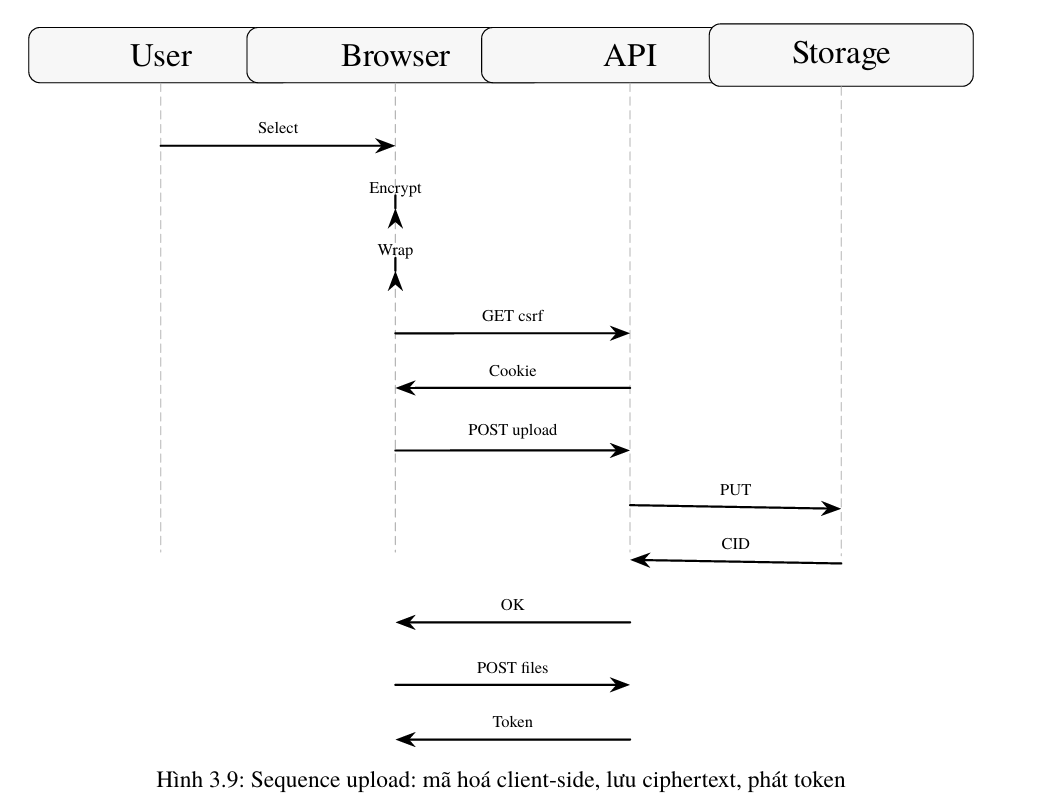 User Browser API Storage
Select
Encrypt
Wrap
GET csrf
Cookie
POST upload
PUT
CID
OK
POST files
Token
Hình 3.9: Sequence upload: mã hoá client-side, lưu ciphertext, phát token